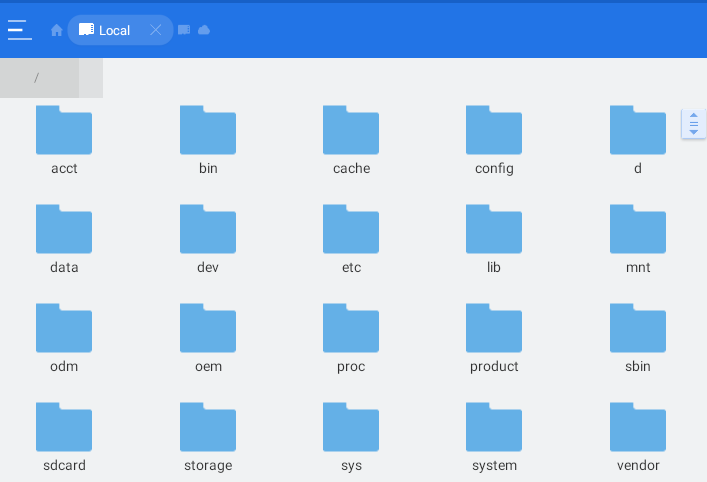 Local
/
acct bin cache config d
data dev etc lib mnt
odm oem proc product sbin
sdcard storage sys system vendor